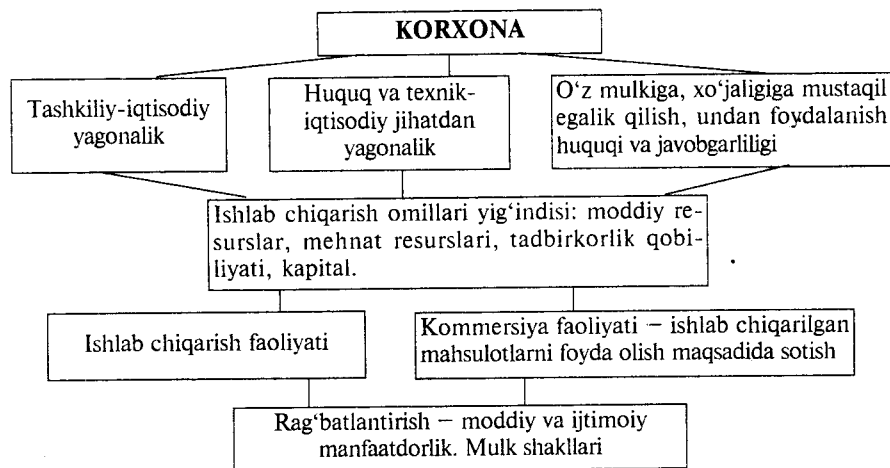 KORXONA
Tashkiliy-iqtisodiy
yagonalik
Huquq va texnik-
iqtisodiy jihatdan
yagonalik
O‘z mulkiga, xo‘jaligiga mustaqil
egalik qilish, undan foydalanish
huquqi va javobgarliligi
Ishlab chiqarish omillari yig‘indisi: moddiy re-
surslar, mehnat resurslari, tadbirkorlik qobi-
liyati, kapital.
Ishlab chiqarish faoliyati
Kommersiya faoliyati – ishlab chiqarilgan
mahsulotlarni foyda olish maqsadida sotish
Rag‘batlantirish – moddiy va ijtimoiy
manfaatdorlik. Mulk shakllari